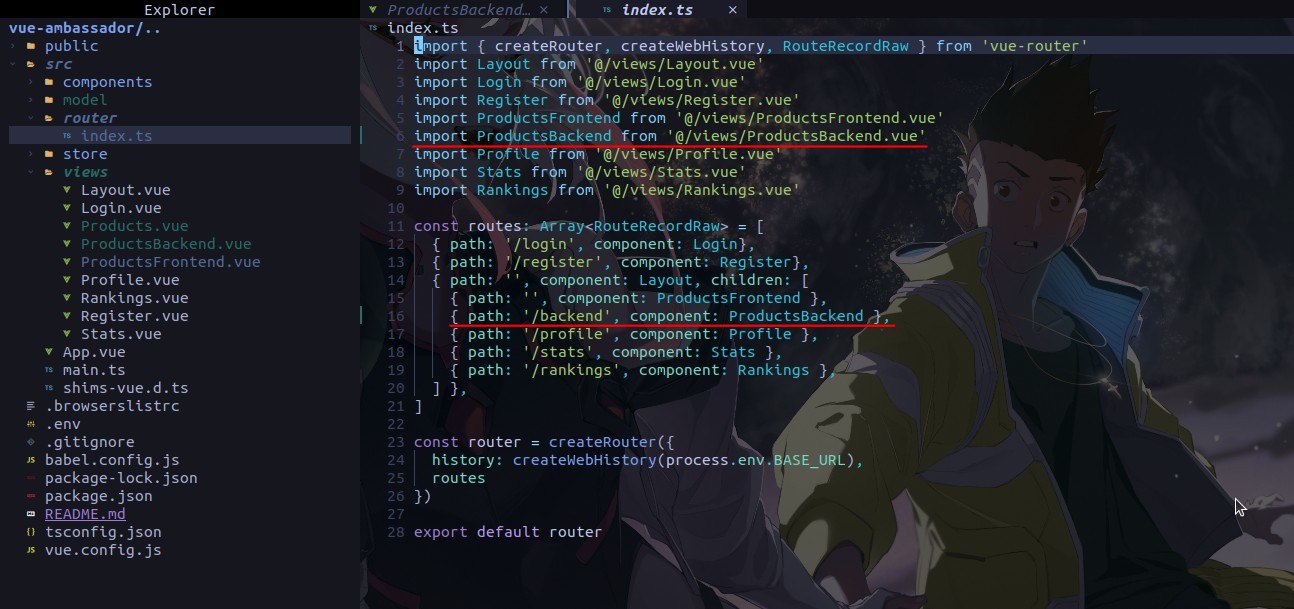 Explorer
vue-ambassador/..
public
src
components
model
router
index.ts
store
views
Layout.vue
Login.vue
Products.vue
ProductsBackend.vue
ProductsFrontend.vue
Profile.vue
Rankings.vue
Register.vue
Stats.vue
App.vue
TS main.ts
TS shims-vue.d.ts
.browserslistrc
.env
.gitignore
JS babel.config.js
package-lock.json
package.json
README.md
{} tsconfig.json
JS vue.config.js
ProductsBackend… ×
TS index.ts ×
TS index.ts
1 import { createRouter, createWebHistory, RouteRecordRaw } from 'vue-router'
2 import Layout from '@/views/Layout.vue'
3 import Login from '@/views/Login.vue'
4 import Register from '@/views/Register.vue'
5 import ProductsFrontend from '@/views/ProductsFrontend.vue'
6 import ProductsBackend from '@/views/ProductsBackend.vue'
7 import Profile from '@/views/Profile.vue'
8 import Stats from '@/views/Stats.vue'
9 import Rankings from '@/views/Rankings.vue'
10
11 const routes: Array<RouteRecordRaw> = [
12 { path: '/login', component: Login},
13 { path: '/register', component: Register},
14 { path: '', component: Layout, children: [
15 { path: '', component: ProductsFrontend },
16 { path: '/backend', component: ProductsBackend },
17 { path: '/profile', component: Profile },
18 { path: '/stats', component: Stats },
19 { path: '/rankings', component: Rankings },
20 ] },
21 ]
22
23 const router = createRouter({
24 history: createWebHistory(process.env.BASE_URL),
25 routes
26 })
27
28 export default router